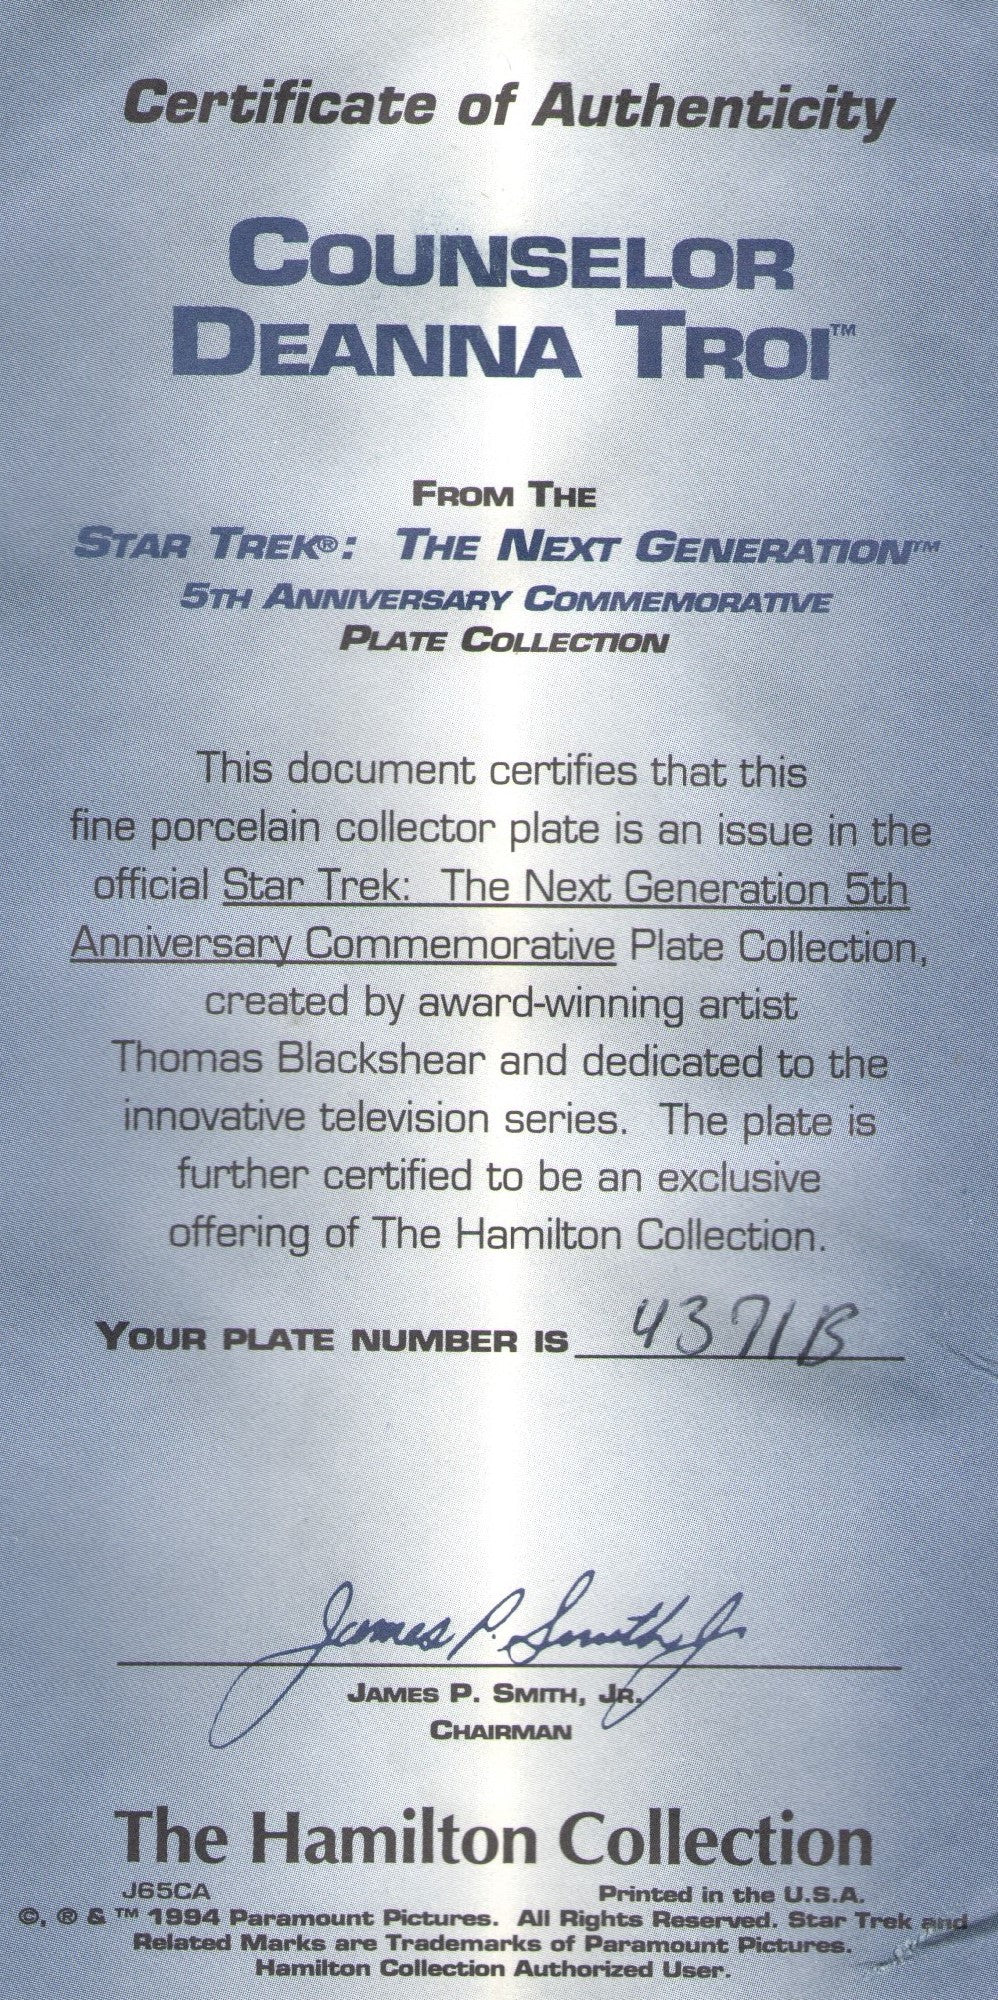 Certificate of Authenticity
COUNSELOR
DEANNA TROI™
FROM THE
STAR TREK®: THE NEXT GENERATION™
5TH ANNIVERSARY COMMEMORATIVE
PLATE COLLECTION
This document certifies that this
fine porcelain collector plate is an issue in the
official Star Trek: The Next Generation 5th
Anniversary Commemorative Plate Collection,
created by award-winning artist
Thomas Blackshear and dedicated to the
innovative television series. The plate is
further certified to be an exclusive
offering of The Hamilton Collection.
YOUR PLATE NUMBER IS 4371B
James P. Smith Jr.
JAMES P. SMITH, JR.
CHAIRMAN
The Hamilton Collection
J65CA Printed in the U.S.A.
©, ® & ™ 1994 Paramount Pictures. All Rights Reserved. Star Trek and
Related Marks are Trademarks of Paramount Pictures.
Hamilton Collection Authorized User.